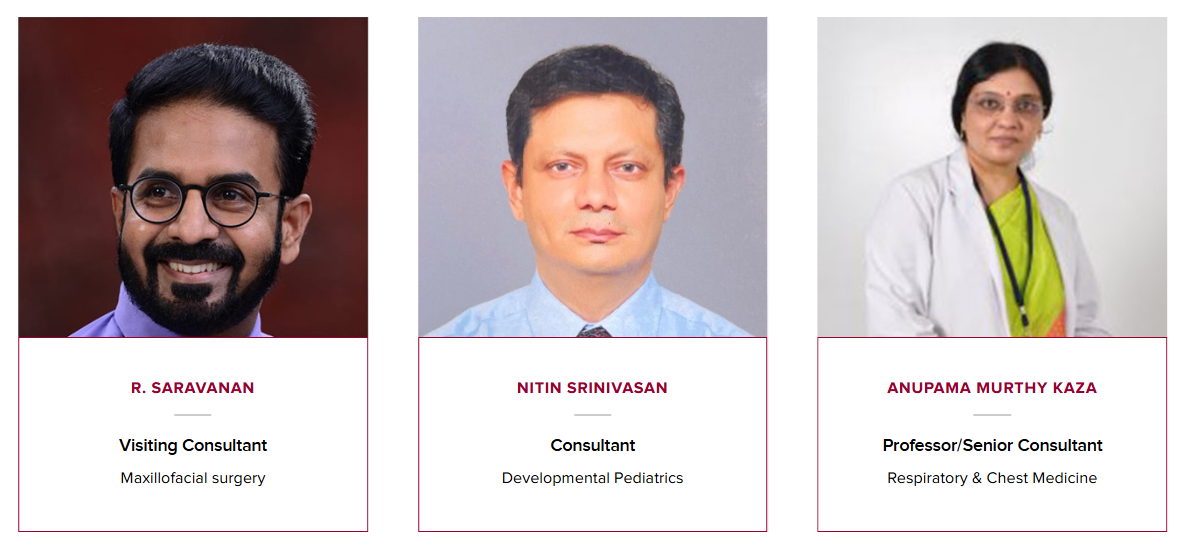 R. SARAVANAN
Visiting Consultant
Maxillofacial surgery
NITIN SRINIVASAN
Consultant
Developmental Pediatrics
ANUPAMA MURTHY KAZA
Professor/Senior Consultant
Respiratory & Chest Medicine